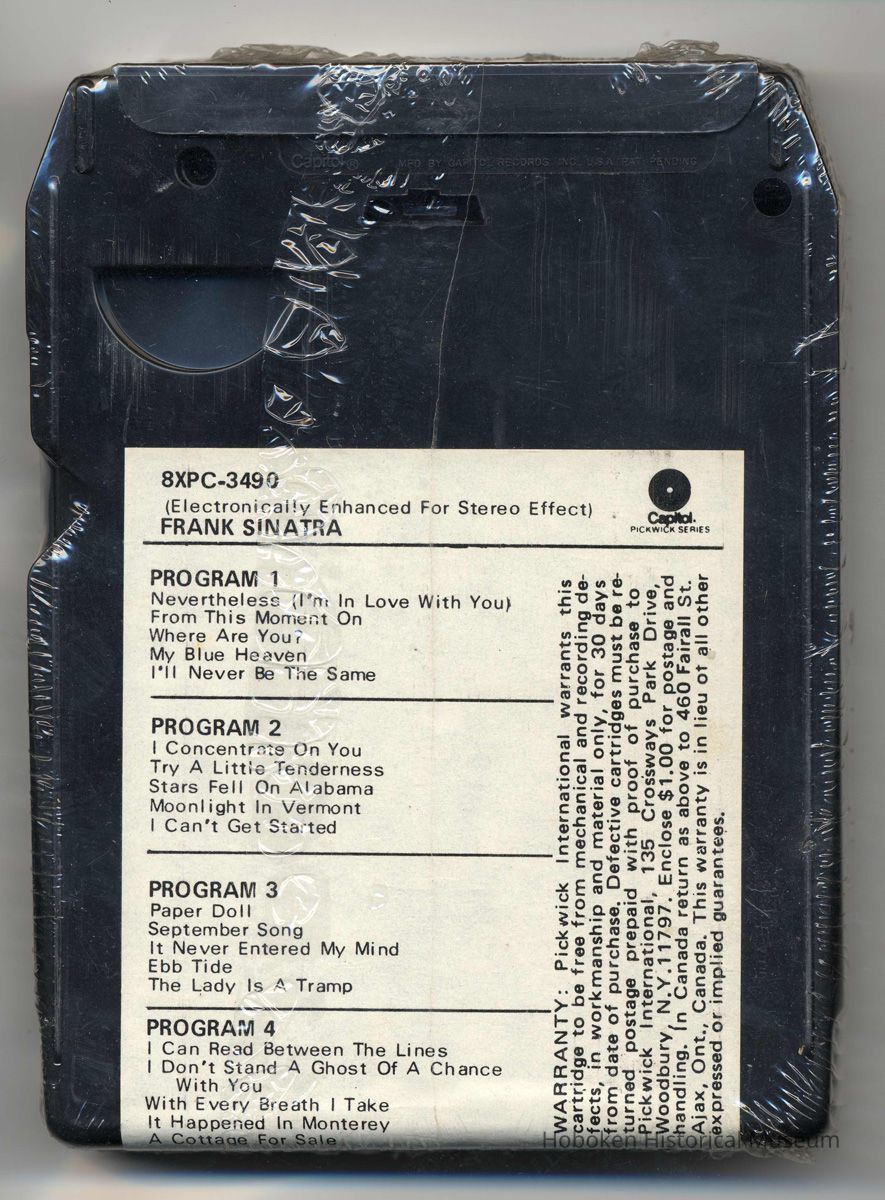 Capitol® MFD BY CAPITOL RECORDS, INC. U.S.A. PAT. PENDING
8XPC-3490
(Electronically Enhanced For Stereo Effect)
FRANK SINATRA
Capitol.
PICKWICK SERIES
PROGRAM 1
Nevertheless (I'm In Love With You)
From This Moment On
Where Are You?
My Blue Heaven
I'll Never Be The Same
PROGRAM 2
I Concentrate On You
Try A Little Tenderness
Stars Fell On Alabama
Moonlight In Vermont
I Can't Get Started
PROGRAM 3
Paper Doll
September Song
It Never Entered My Mind
Ebb Tide
The Lady Is A Tramp
PROGRAM 4
I Can Read Between The Lines
I Don't Stand A Ghost Of A Chance
With You
With Every Breath I Take
It Happened In Monterey
A Cottage For Sale
WARRANTY: Pickwick International warrants this
cartridge to be free from mechanical and recording de-
fects, in workmanship and material only, for 30 days
from date of purchase. Defective cartridges must be re-
turned postage prepaid with proof of purchase to
Pickwick International, 135 Crossways Park Drive,
Woodbury, N.Y. 11797. Enclose $1.00 for postage and
handling. In Canada return as above to 460 Fairall St.
Ajax, Ont., Canada. This warranty is in lieu of all other
expressed or implied guarantees.
Hoboken Historical Museum